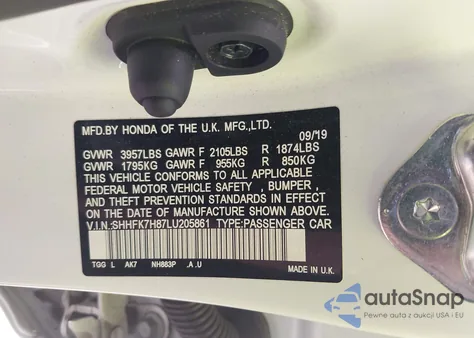 MFD.BY HONDA OF THE U.K. MFG.,LTD. 09/19
GVWR 3957LBS GAWR F 2105LBS R 1874LBS
GVWR 1795KG GAWR F 955KG R 850KG
THIS VEHICLE CONFORMS TO ALL APPLICABLE
FEDERAL MOTOR VEHICLE SAFETY , BUMPER ,
AND THEFT PREVENTION STANDARDS IN EFFECT
ON THE DATE OF MANUFACTURE SHOWN ABOVE.
V.I.N.:SHHFK7H87LU205861 TYPE:PASSENGER CAR
TGG L AK7 NH883P ,A ,U
MADE IN U.K.
autoSnap
Pewne auta z aukcji USA i EU